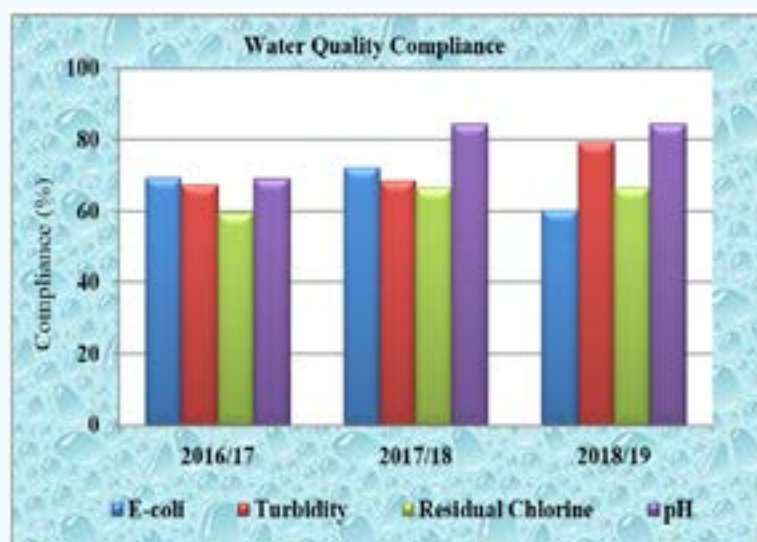 Water Quality Compliance
Compliance (%)
100
80
60
40
20
0
2016/17 2017/18 2018/19
E-coli Turbidity Residual Chlorine pH